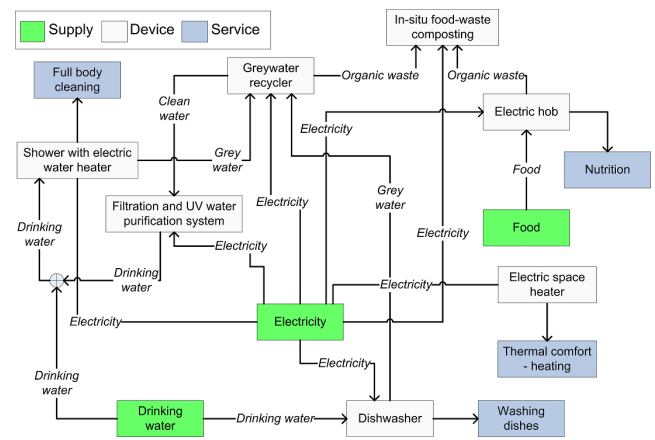 Supply
Device
Service
In-situ food-waste
composting
Full body
cleaning
Greywater
recycler
Organic waste
Organic waste
Clean
water
Electric hob
Electricity
Shower with electric
water heater
Grey
water
Food
Nutrition
Grey
water
Electricity
Filtration and UV water
purification system
Drinking
water
Food
Electricity
Electricity
Drinking
water
Electricity
Electric space
heater
Electricity
Electricity
Thermal comfort
- heating
Electricity
Drinking
water
Drinking
water
Drinking water
Dishwasher
Washing
dishes